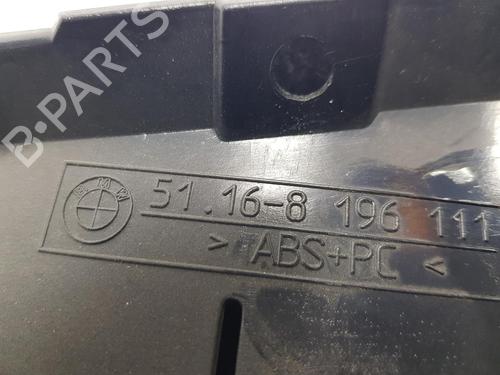 B-PARTS
BMW
51.16-8 196 111
> ABS+PC <